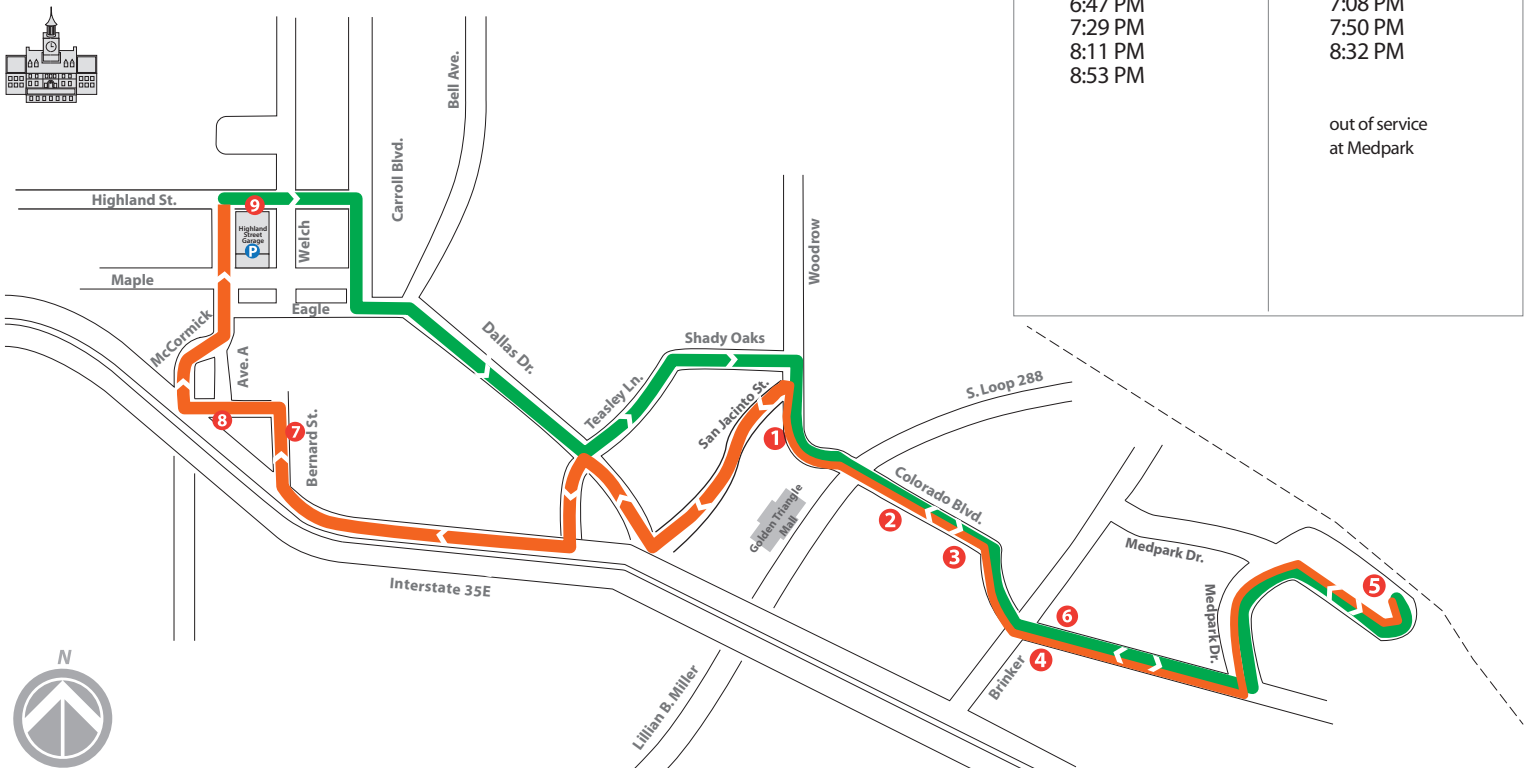 6:47 PM
7:29 PM
8:11 PM
8:53 PM
7:08 PM
7:50 PM
8:32 PM
out of service
at Medpark
Bell Ave.
Carroll Blvd.
Highland St.
9
Highland
Street
Garage
P
Welch
Woodrow
Maple
Eagle
McCormick
Ave. A
Dallas Dr.
Shady Oaks
Teasley Ln.
San Jacinto St.
S. Loop 288
8
7
Bernard St.
1
Colorado Blvd.
Golden Triangle
Mall
2
3
Medpark Dr.
Medpark Dr.
5
Interstate 35E
6
4
Brinker
Lillian B. Miller
N